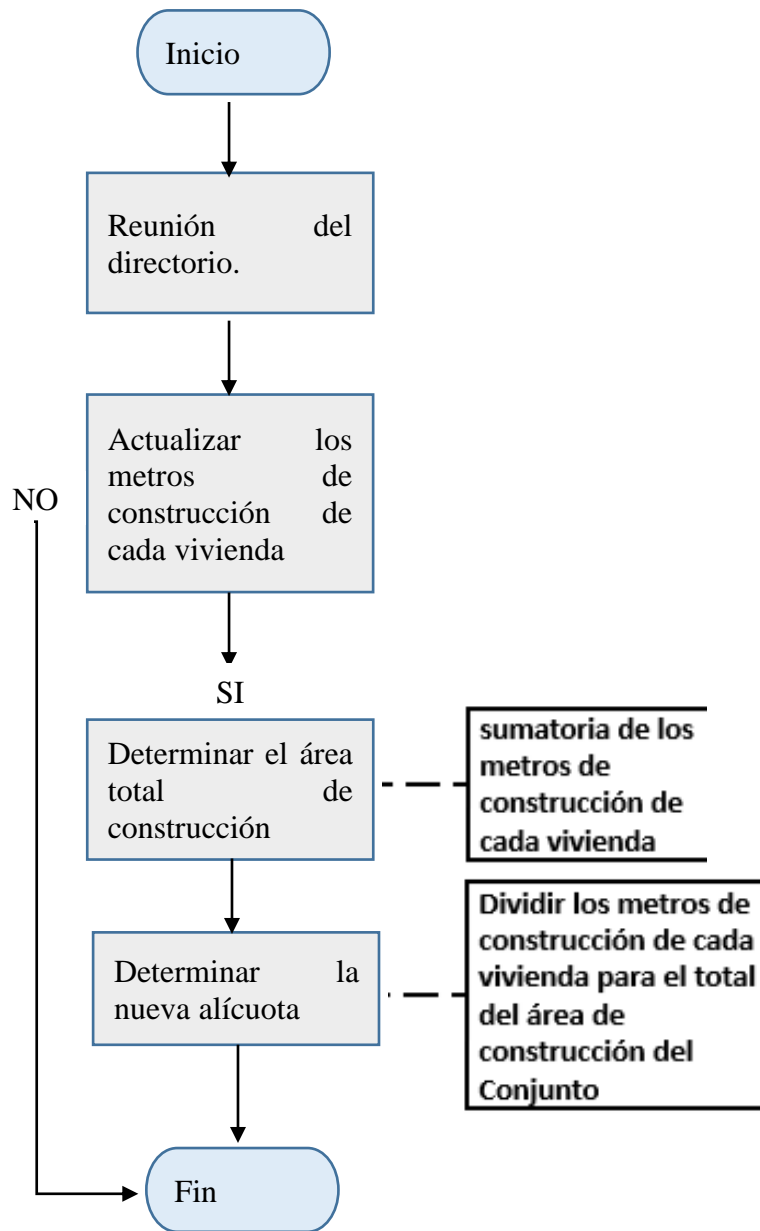 Inicio
Reunión del
directorio.
Actualizar los
metros de
construcción de
cada vivienda
NO
SI
Determinar el área
total de
construcción
sumatoria de los
metros de
construcción de
cada vivienda
Determinar la
nueva alícuota
Dividir los metros de
construcción de cada
vivienda para el total
del área de
construcción del
Conjunto
Fin